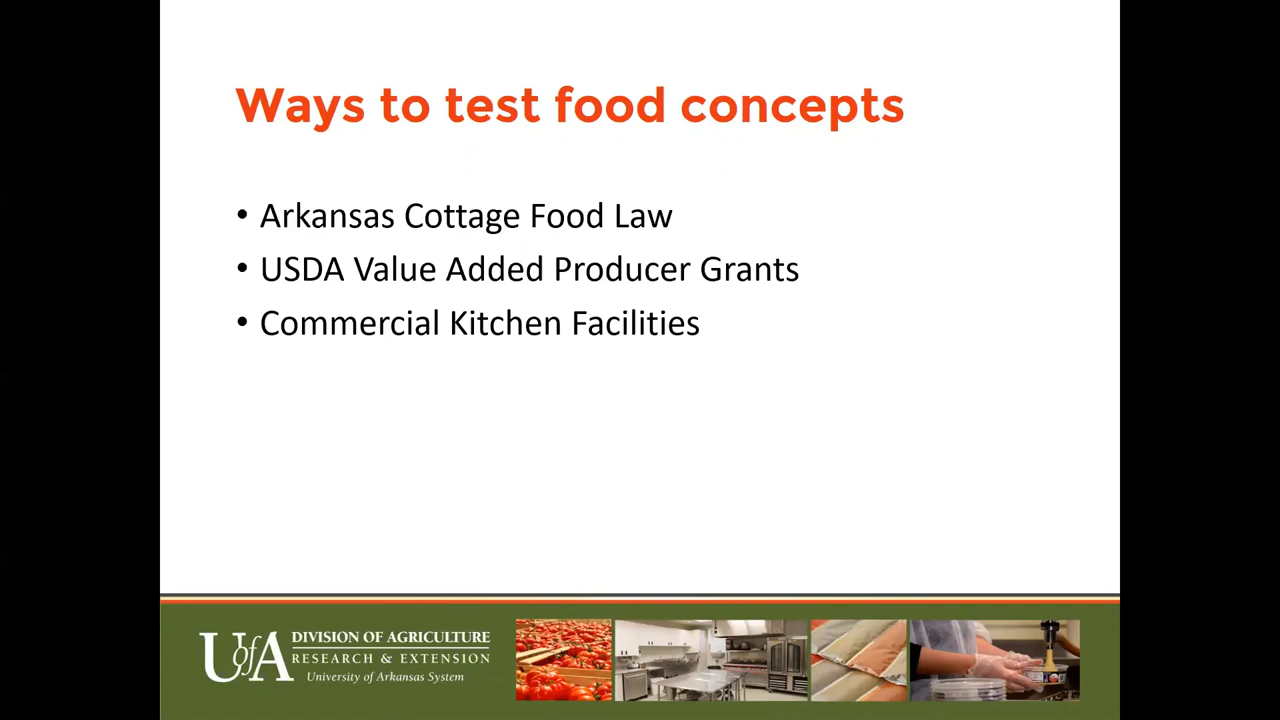 Ways to test food concepts
• Arkansas Cottage Food Law
• USDA Value Added Producer Grants
• Commercial Kitchen Facilities
UofA
DIVISION OF AGRICULTURE
RESEARCH & EXTENSION
University of Arkansas System